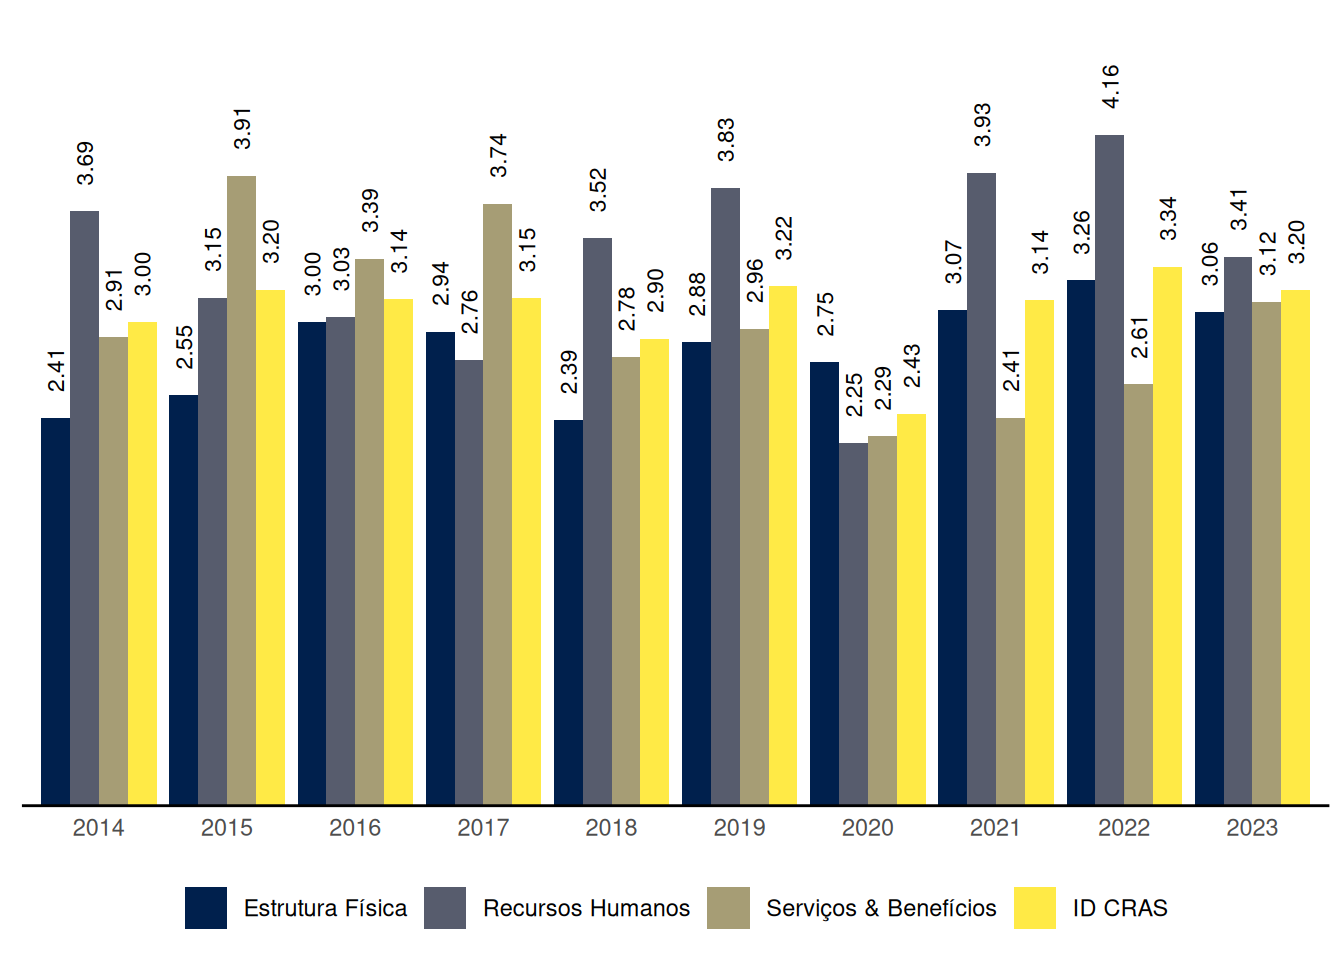 2.41 3.69 2.91 3.00
2.55 3.15 3.91 3.20
3.00 3.03 3.39 3.14
2.94 2.76 3.74 3.15
2.39 3.52 2.78 2.90
2.88 3.83 2.96 3.22
2.75 2.25 2.29 2.43
3.07 3.93 2.41 3.14
3.26 4.16 2.61 3.34
3.06 3.41 3.12 3.20
2014 2015 2016 2017 2018 2019 2020 2021 2022 2023
Estrutura Física Recursos Humanos Serviços & Benefícios ID CRAS